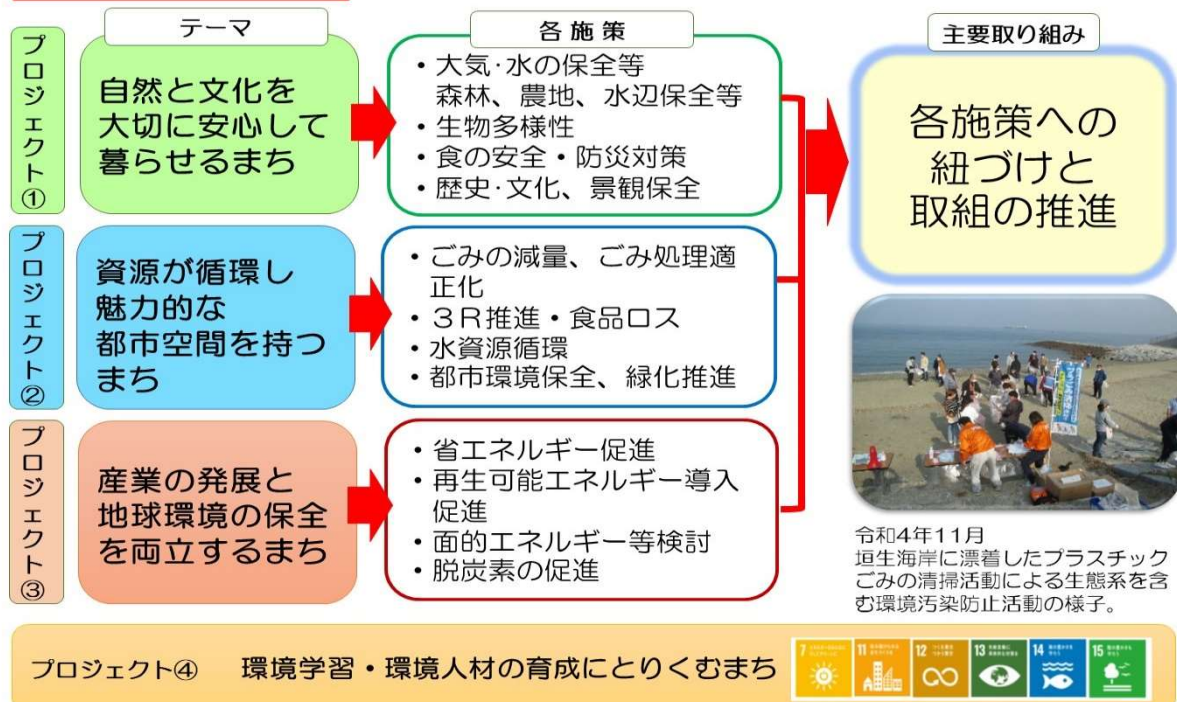 テーマ
各施策
主要取り組み
プロジェクト①
自然と文化を
大切に安心して
暮らせるまち
・大気・水の保全等
森林、農地、水辺保全等
・生物多様性
・食の安全・防災対策
・歴史・文化、景観保全
各施策への
紐づけと
取組の推進
プロジェクト②
資源が循環し
魅力的な
都市空間を持つ
まち
・ごみの減量、ごみ処理適
正化
・3R推進・食品ロス
・水資源循環
・都市環境保全、緑化推進
プロジェクト③
産業の発展と
地球環境の保全
を両立するまち
・省エネルギー促進
・再生可能エネルギー導入
促進
・面的エネルギー等検討
・脱炭素の促進
令和4年11月
垣生海岸に漂着したプラスチック
ごみの清掃活動による生態系を含
む環境汚染防止活動の様子。
プロジェクト④ 環境学習・環境人材の育成にとりくむまち
7
11
12
13
14
15